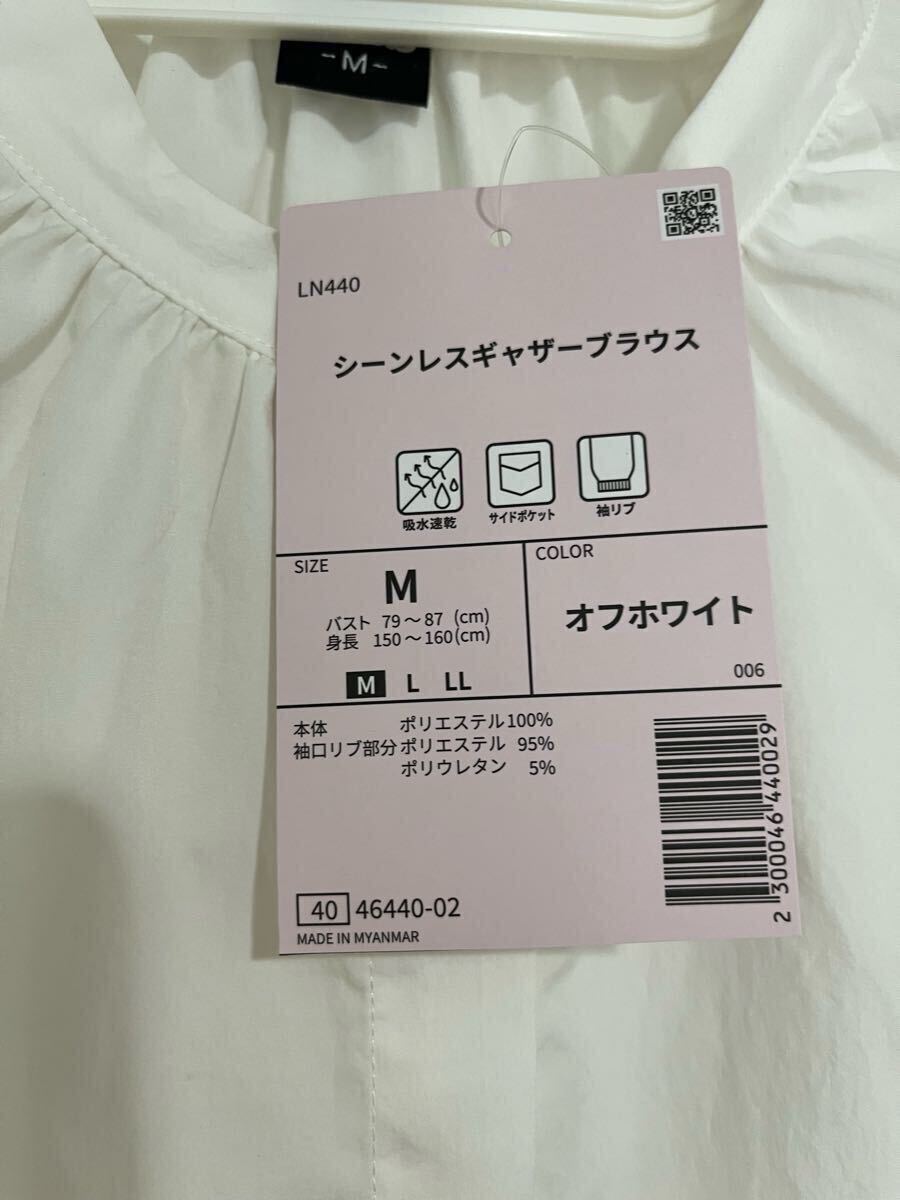 -M-
LN440
シーンレスギャザーブラウス
吸水速乾
サイドポケット
袖リブ
SIZE
M
バスト 79～87 (cm)
身長 150～160(cm)
M L LL
COLOR
オフホワイト
006
本体 ポリエステル100%
袖口リブ部分 ポリエステル 95%
ポリウレタン 5%
2 300046 440029
40 46440-02
MADE IN MYANMAR